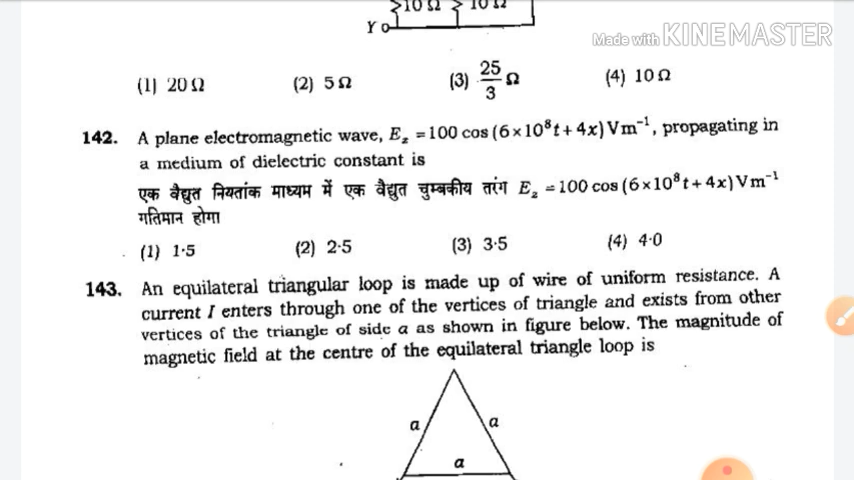 10 Ω 10 Ω
Y
Made with KINEMASTER
(1) 20 Ω (2) 5 Ω (3) 25/3 Ω (4) 10 Ω
142. A plane electromagnetic wave, E_z = 100 cos (6×10⁸t + 4x) Vm⁻¹, propagating in
a medium of dielectric constant is
एक वैद्युत नियतांक माध्यम में एक वैद्युत चुम्बकीय तरंग E_z = 100 cos (6×10⁸t + 4x) Vm⁻¹
गतिमान होगा
(1) 1·5 (2) 2·5 (3) 3·5 (4) 4·0
143. An equilateral triangular loop is made up of wire of uniform resistance. A
current I enters through one of the vertices of triangle and exists from other
vertices of the triangle of side a as shown in figure below. The magnitude of
magnetic field at the centre of the equilateral triangle loop is
a a
a